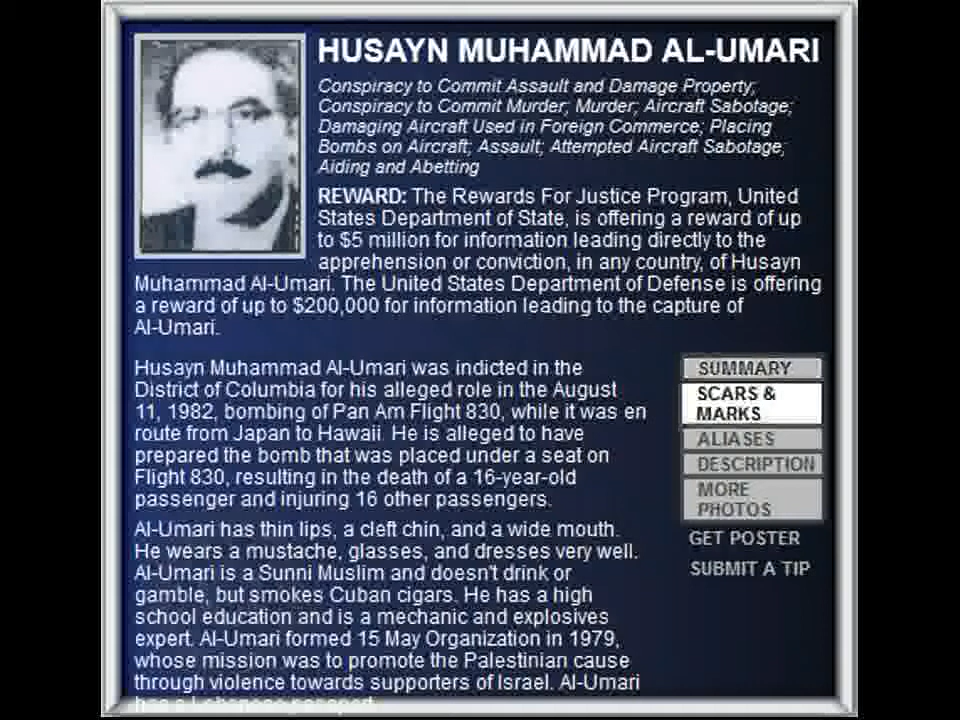 HUSAYN MUHAMMAD AL-UMARI
Conspiracy to Commit Assault and Damage Property;
Conspiracy to Commit Murder; Murder; Aircraft Sabotage;
Damaging Aircraft Used in Foreign Commerce; Placing
Bombs on Aircraft; Assault; Attempted Aircraft Sabotage;
Aiding and Abetting
REWARD: The Rewards For Justice Program, United
States Department of State, is offering a reward of up
to $5 million for information leading directly to the
apprehension or conviction, in any country, of Husayn
Muhammad Al-Umari. The United States Department of Defense is offering
a reward of up to $200,000 for information leading to the capture of
Al-Umari.
Husayn Muhammad Al-Umari was indicted in the
District of Columbia for his alleged role in the August
11, 1982, bombing of Pan Am Flight 830, while it was en
route from Japan to Hawaii. He is alleged to have
prepared the bomb that was placed under a seat on
Flight 830, resulting in the death of a 16-year-old
passenger and injuring 16 other passengers.
Al-Umari has thin lips, a cleft chin, and a wide mouth.
He wears a mustache, glasses, and dresses very well.
Al-Umari is a Sunni Muslim and doesn't drink or
gamble, but smokes Cuban cigars. He has a high
school education and is a mechanic and explosives
expert. Al-Umari formed 15 May Organization in 1979,
whose mission was to promote the Palestinian cause
through violence towards supporters of Israel. Al-Umari
SUMMARY
SCARS &
MARKS
ALIASES
DESCRIPTION
MORE
PHOTOS
GET POSTER
SUBMIT A TIP